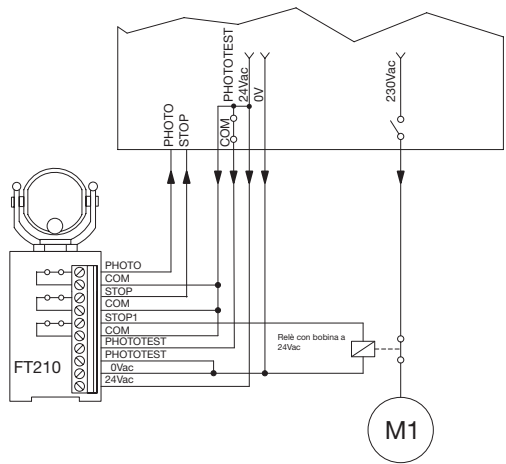 PHOTOTEST
24Vac
0V
230Vac
PHOTO
STOP
COM
PHOTO
COM
STOP
COM
STOP1
COM
PHOTOTEST
PHOTOTEST
0Vac
24Vac
FT210
Relè con bobina a
24Vac
M1